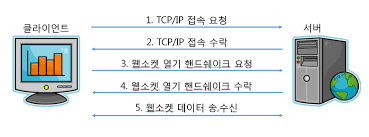 클라이언트
서버
1. TCP/IP 접속 요청
2. TCP/IP 접속 수락
3. 웹소켓 열기 핸드쉐이크 요청
4. 웹소켓 열기 핸드쉐이크 수락
5. 웹소켓 데이터 송.수신